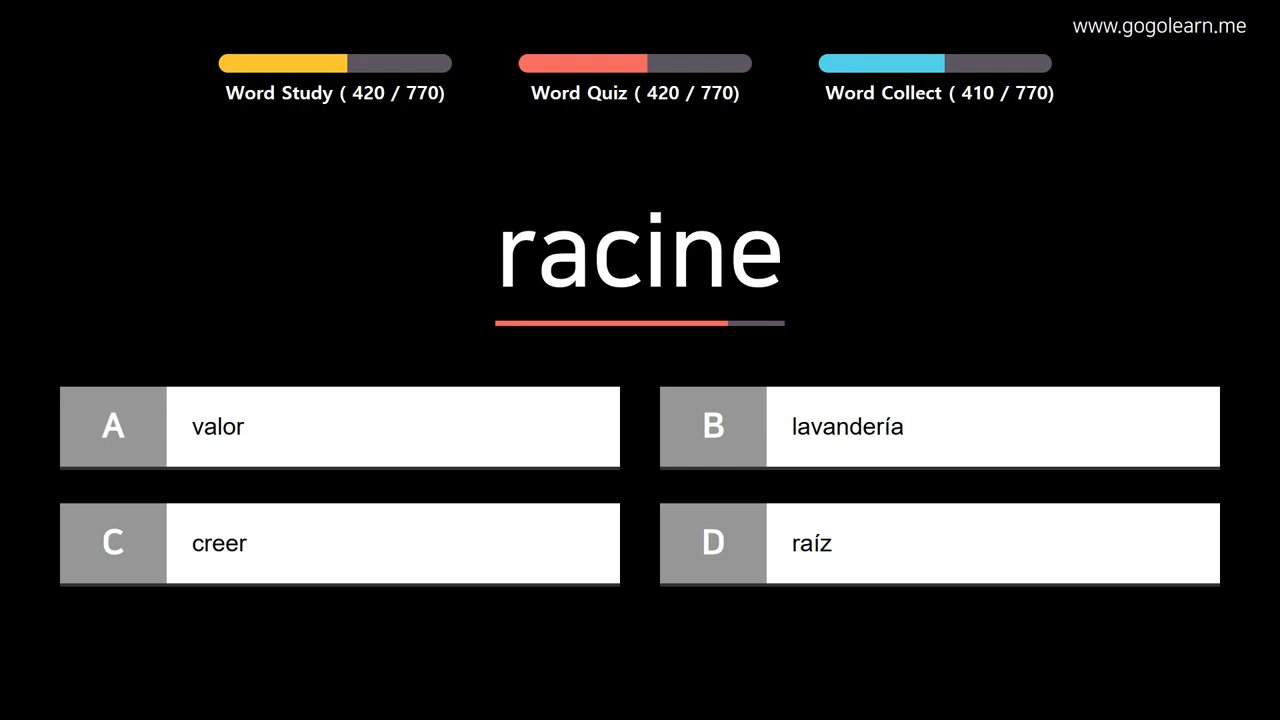 www.gogolearn.me
Word Study ( 420 / 770)
Word Quiz ( 420 / 770)
Word Collect ( 410 / 770)
racine
A valor
B lavandería
C creer
D raíz